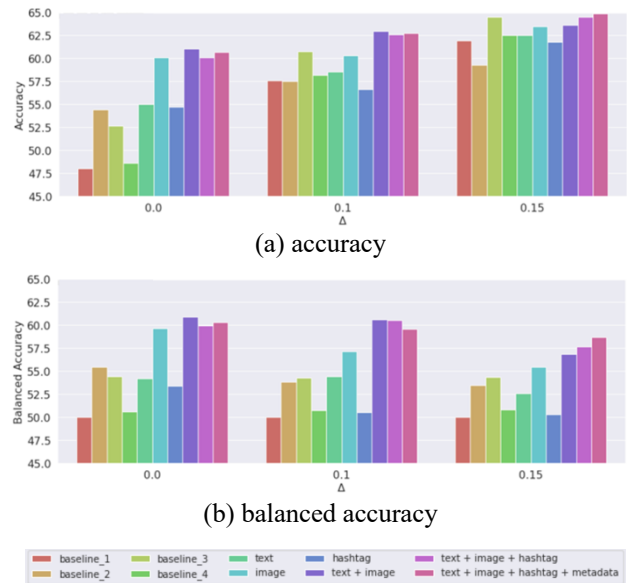 65.0
62.5
60.0
57.5
55.0
52.5
50.0
47.5
45.0
Accuracy
0.0 0.1 0.15
Δ
(a) accuracy
65.0
62.5
60.0
57.5
55.0
52.5
50.0
47.5
45.0
Balanced Accuracy
0.0 0.1 0.15
Δ
(b) balanced accuracy
baseline_1 baseline_3 text hashtag text + image + hashtag
baseline_2 baseline_4 image text + image text + image + hashtag + metadata